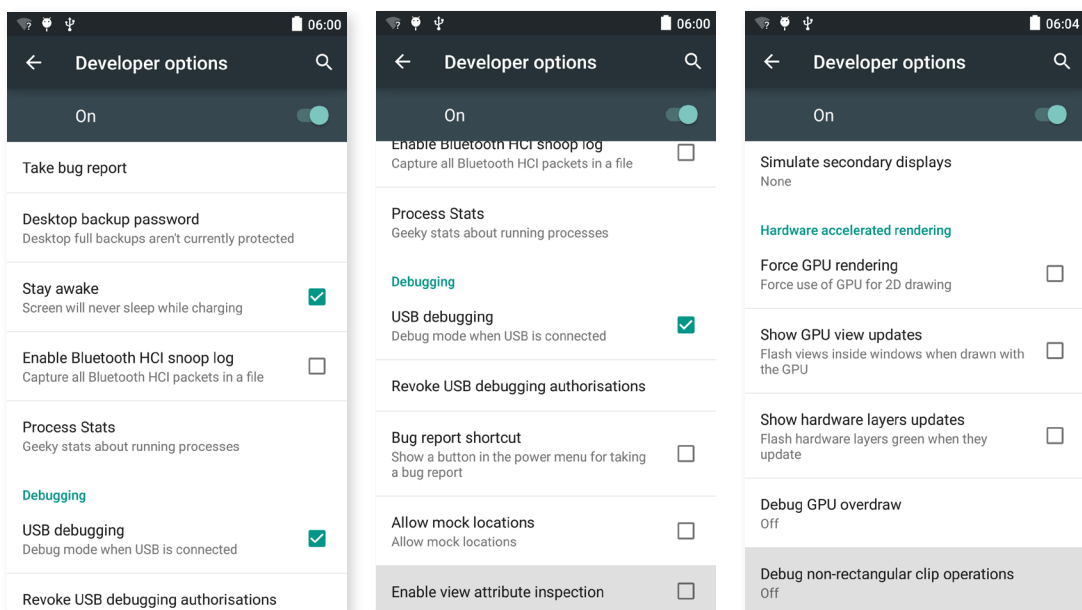 06:00
Developer options
On
Take bug report
Desktop backup password
Desktop full backups aren't currently protected
Stay awake
Screen will never sleep while charging
Enable Bluetooth HCI snoop log
Capture all Bluetooth HCI packets in a file
Process Stats
Geeky stats about running processes
Debugging
USB debugging
Debug mode when USB is connected
Revoke USB debugging authorisations
06:00
Developer options
On
Enable Bluetooth HCI snoop log
Capture all Bluetooth HCI packets in a file
Process Stats
Geeky stats about running processes
Debugging
USB debugging
Debug mode when USB is connected
Revoke USB debugging authorisations
Bug report shortcut
Show a button in the power menu for taking
a bug report
Allow mock locations
Allow mock locations
Enable view attribute inspection
06:04
Developer options
On
Simulate secondary displays
None
Hardware accelerated rendering
Force GPU rendering
Force use of GPU for 2D drawing
Show GPU view updates
Flash views inside windows when drawn with
the GPU
Show hardware layers updates
Flash hardware layers green when they
update
Debug GPU overdraw
Off
Debug non-rectangular clip operations
Off